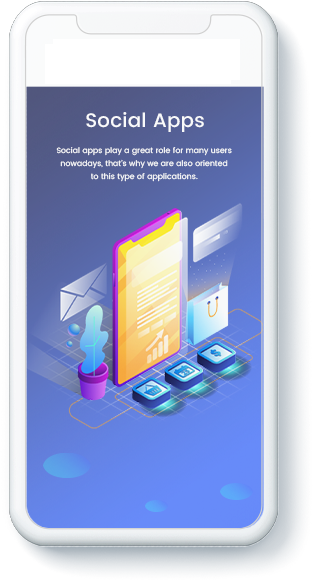 Social Apps
Social apps play a great role for many users
nowadays, that's why we are also oriented
to this type of applications.